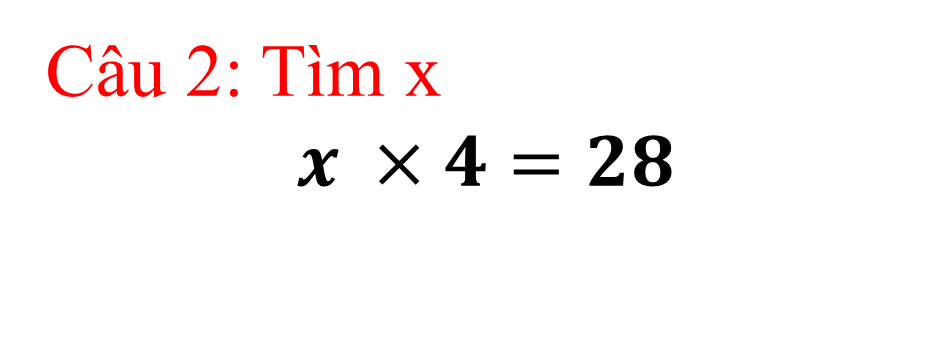 Câu 2: Tìm x
x × 4 = 28